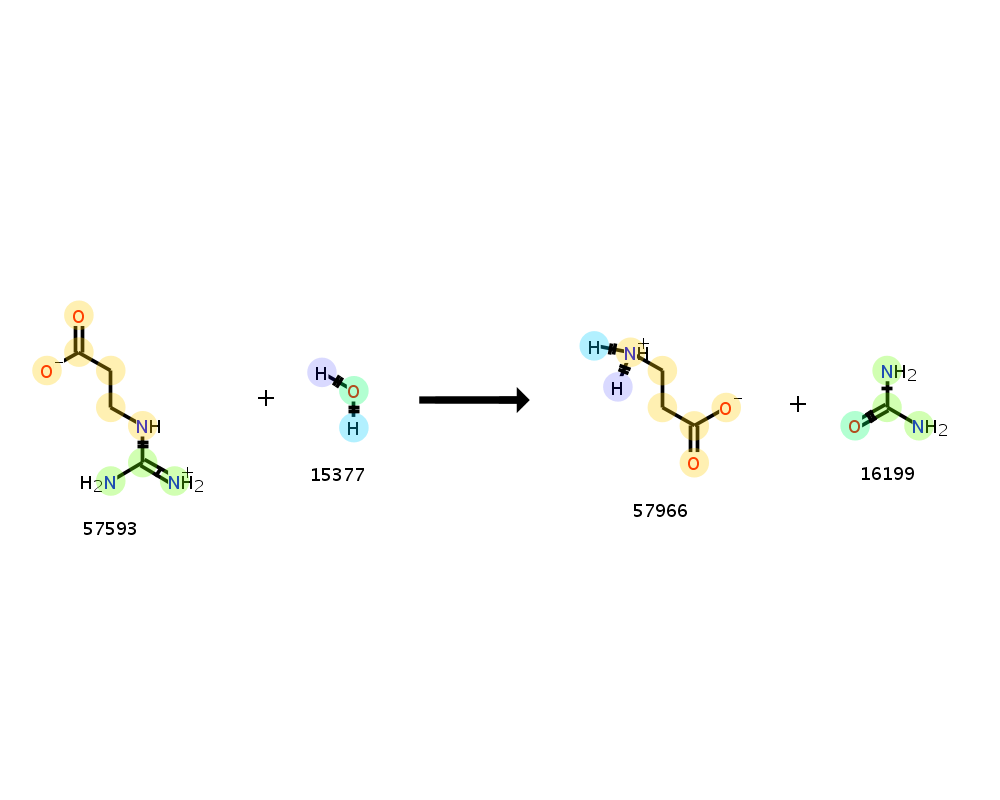 O
O−
NH
H2N
NH2+
57593
+
H
O
H
15377
H
NH+
H
O−
O
57966
+
NH2
O
NH2
16199